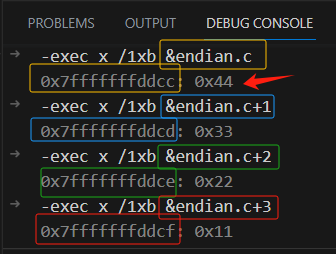 PROBLEMS OUTPUT DEBUG CONSOLE
→ -exec x /1xb &endian.c
0x7fffffffddcc: 0x44
→ -exec x /1xb &endian.c+1
0x7fffffffddcd: 0x33
→ -exec x /1xb &endian.c+2
0x7fffffffddce: 0x22
→ -exec x /1xb &endian.c+3
0x7fffffffddcf: 0x11